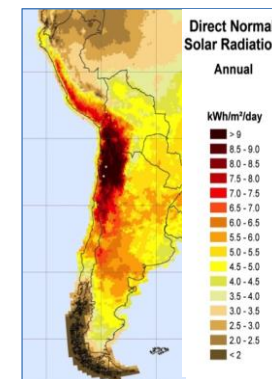 Direct Normal
Solar Radiatio
Annual
kWh/m²/day
> 9
8.5 - 9.0
8.0 - 8.5
7.5 - 8.0
7.0 - 7.5
6.5 - 7.0
6.0 - 6.5
5.5 - 6.0
5.0 - 5.5
4.5 - 5.0
4.0 - 4.5
3.5 - 4.0
3.0 - 3.5
2.5 - 3.0
2.0 - 2.5
< 2